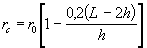 r_c = r_0 [1 - 0,2(L - 2h) / h]